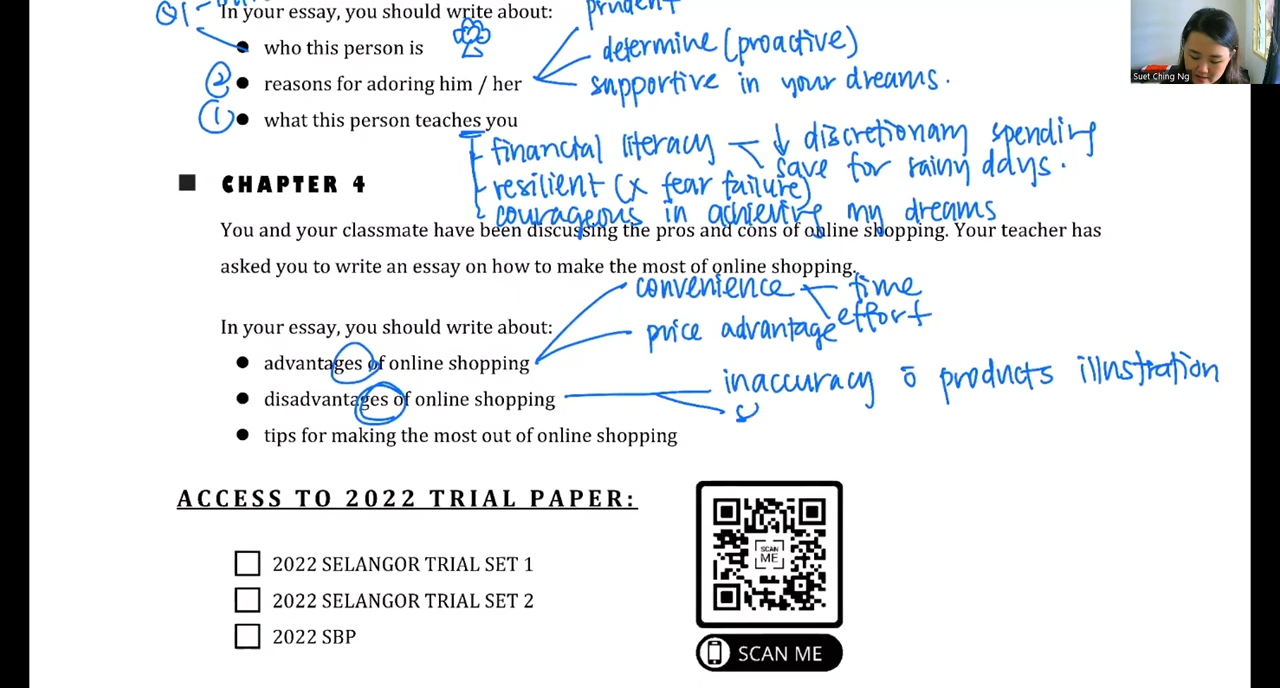 In your essay, you should write about:
prudent
who this person is
determine (proactive)
② reasons for adoring him / her
supportive in your dreams.
① what this person teaches you
financial literacy ↓ discretionary spending
save for rainy days.
resilient (x fear failure)
courageous in achieving my dreams
CHAPTER 4
You and your classmate have been discussing the pros and cons of online shopping. Your teacher has
asked you to write an essay on how to make the most of online shopping.
convenience time
effort
In your essay, you should write about:
price advantage
advantages of online shopping
inaccuracy products illustration
disadvantages of online shopping
tips for making the most out of online shopping
ACCESS TO 2022 TRIAL PAPER:
2022 SELANGOR TRIAL SET 1
2022 SELANGOR TRIAL SET 2
2022 SBP
SCAN
ME
SCAN ME
Suet Ching Ng